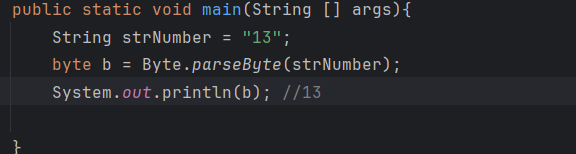 public static void main(String [] args){
String strNumber = "13";
byte b = Byte.parseByte(strNumber);
System.out.println(b); //13
}